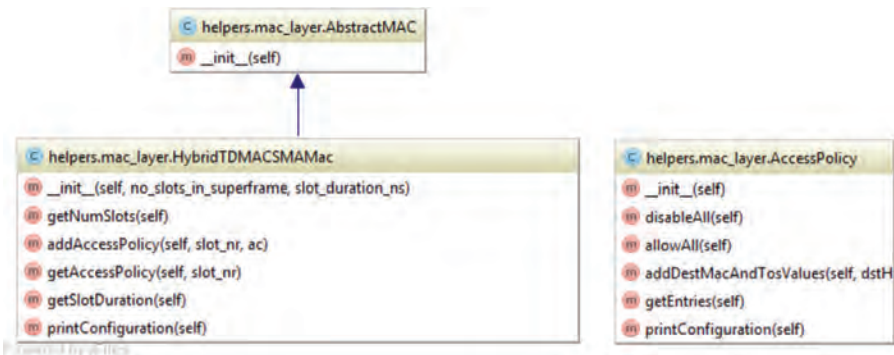 C helpers.mac_layer.AbstractMAC
m __init__(self)
C helpers.mac_layer.HybridTDMACSMAMac
m __init__(self, no_slots_in_superframe, slot_duration_ns)
m getNumSlots(self)
m addAccessPolicy(self, slot_nr, ac)
m getAccessPolicy(self, slot_nr)
m getSlotDuration(self)
m printConfiguration(self)
C helpers.mac_layer.AccessPolicy
m __init__(self)
m disableAll(self)
m allowAll(self)
m addDestMacAndTosValues(self, dstH
m getEntries(self)
m printConfiguration(self)